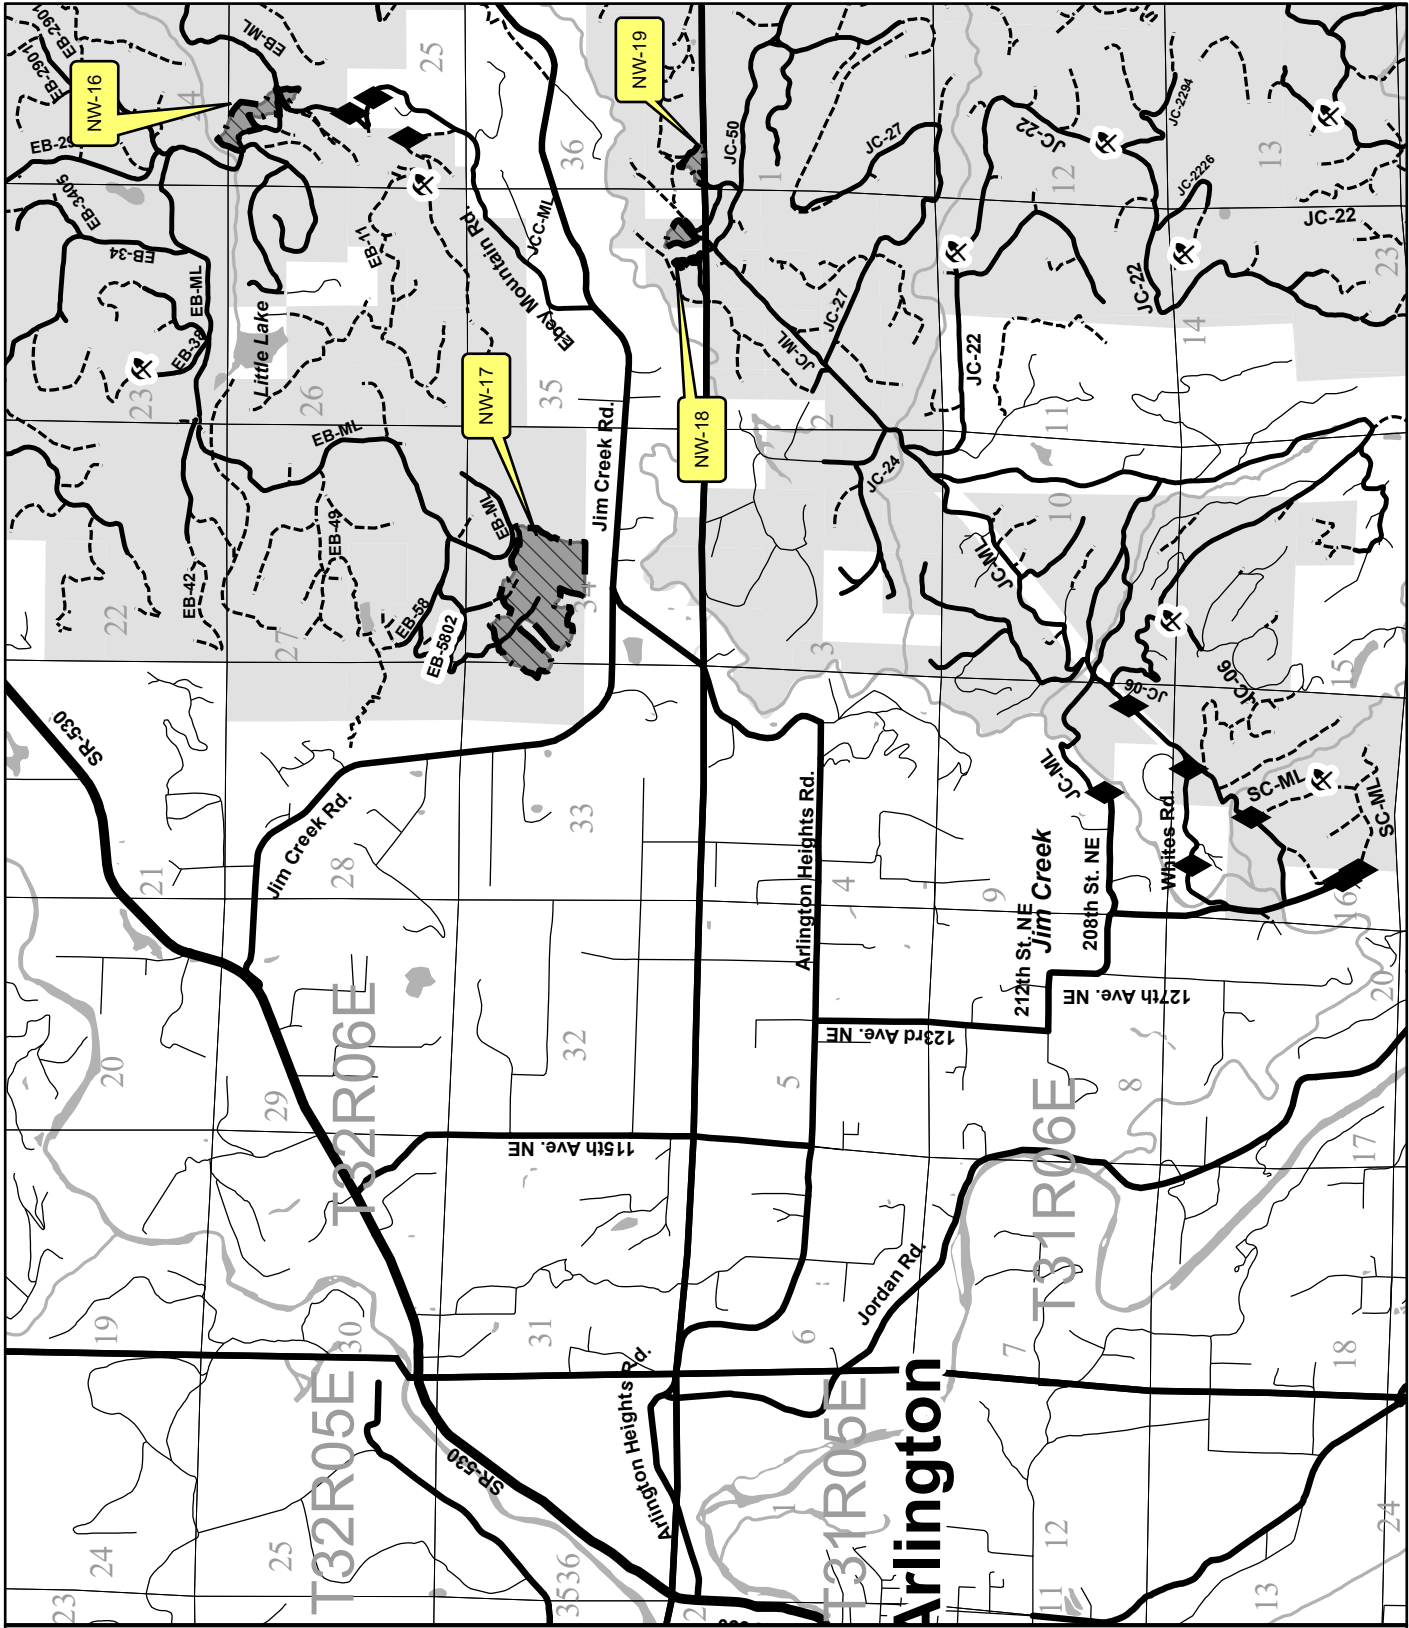 EB-2901
EB-2901
EB-ML
NW-16
25
NW-19
EB-3405
EB-34
EB-ML
EB-38
EB-11
Little Lake
Ebey Mountain Rd.
JCC-ML
36
JC-50
1
JC-27
JC-22
JC-2294
12
13
JC-2226
JC-22
23
JC-22
14
JC-27
JC-ML
JC-22
23
26
EB-ML
NW-17
35
Jim Creek Rd.
NW-18
2
JC-24
11
EB-42
EB-49
EB-ML
22
27
EB-58
EB-5802
34
3
10
JC-ML
JC-06
JC-06
15
SR-530
Jim Creek Rd.
21
28
33
Arlington Heights Rd.
4
9
JC-ML
Jim Creek
212th St. NE
208th St. NE
Whites Rd.
SC-ML
SC-ML
16
20
29
T32R06E
32
5
123rd Ave. NE
127th Ave. NE
20
115th Ave. NE
T31R06E
8
17
19
30
31
6
Jordan Rd.
7
18
T32R05E
Arlington Heights Rd.
SR-530
T31R05E
Arlington
23
24
25
35
36
2
1
11
12
13
24